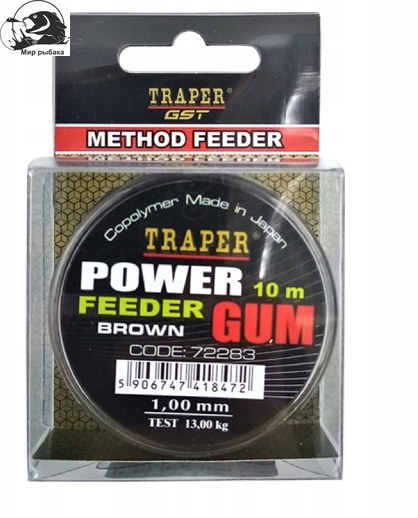 Мир рыбака
TRAPER®
GST
METHOD FEEDER
Copolymer Made in Japan
TRAPER®
POWER 10 m
FEEDER GUM
BROWN
CODE: 72283
5 906747 418472
1,00 mm
TEST 13,00 kg